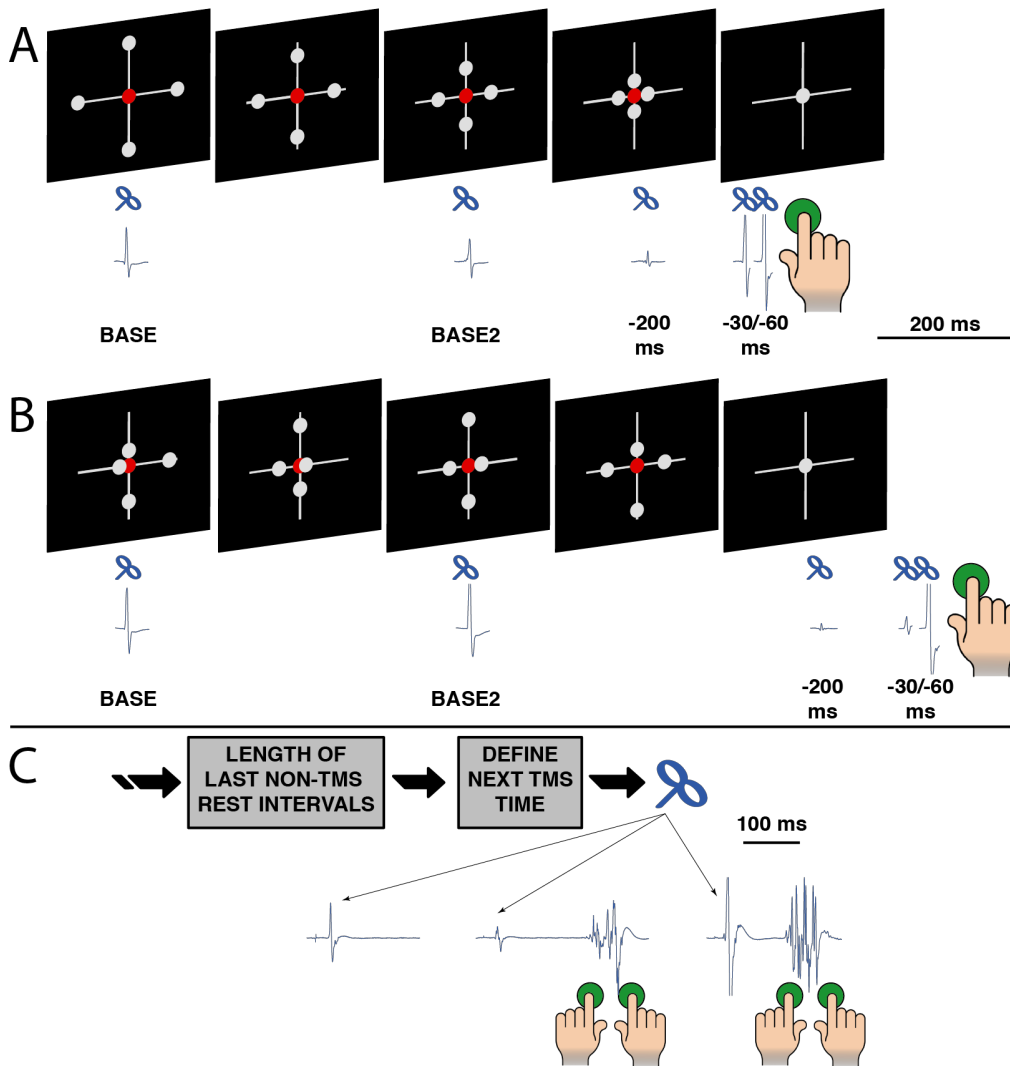 A
BASE
BASE2
-200
ms
-30/-60
ms
200 ms
B
BASE
BASE2
-200
ms
-30/-60
ms
C
LENGTH OF
LAST NON-TMS
REST INTERVALS
DEFINE
NEXT TMS
TIME
100 ms